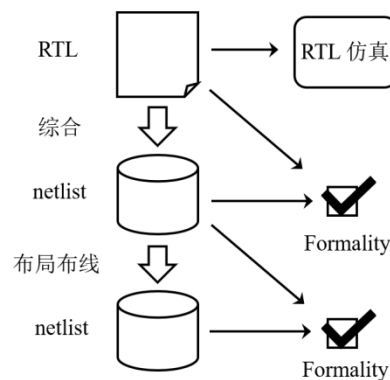 RTL
RTL 仿真
综合
netlist
Formality
布局布线
netlist
Formality